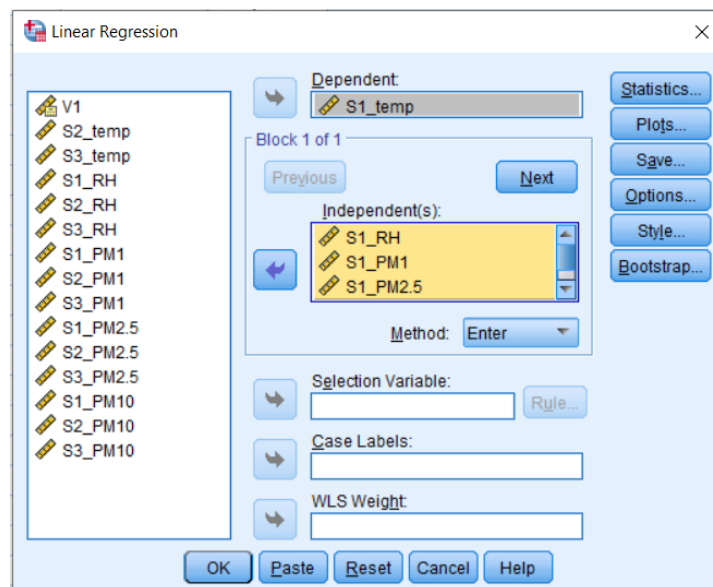 Linear Regression
V1
S2_temp
S3_temp
S1_RH
S2_RH
S3_RH
S1_PM1
S2_PM1
S3_PM1
S1_PM2.5
S2_PM2.5
S3_PM2.5
S1_PM10
S2_PM10
S3_PM10
Dependent:
S1_temp
Block 1 of 1
Previous
Next
Independent(s):
S1_RH
S1_PM1
S1_PM2.5
Method:
Enter
Selection Variable:
Rule...
Case Labels:
WLS Weight:
Statistics...
Plots...
Save...
Options...
Style...
Bootstrap...
OK
Paste
Reset
Cancel
Help